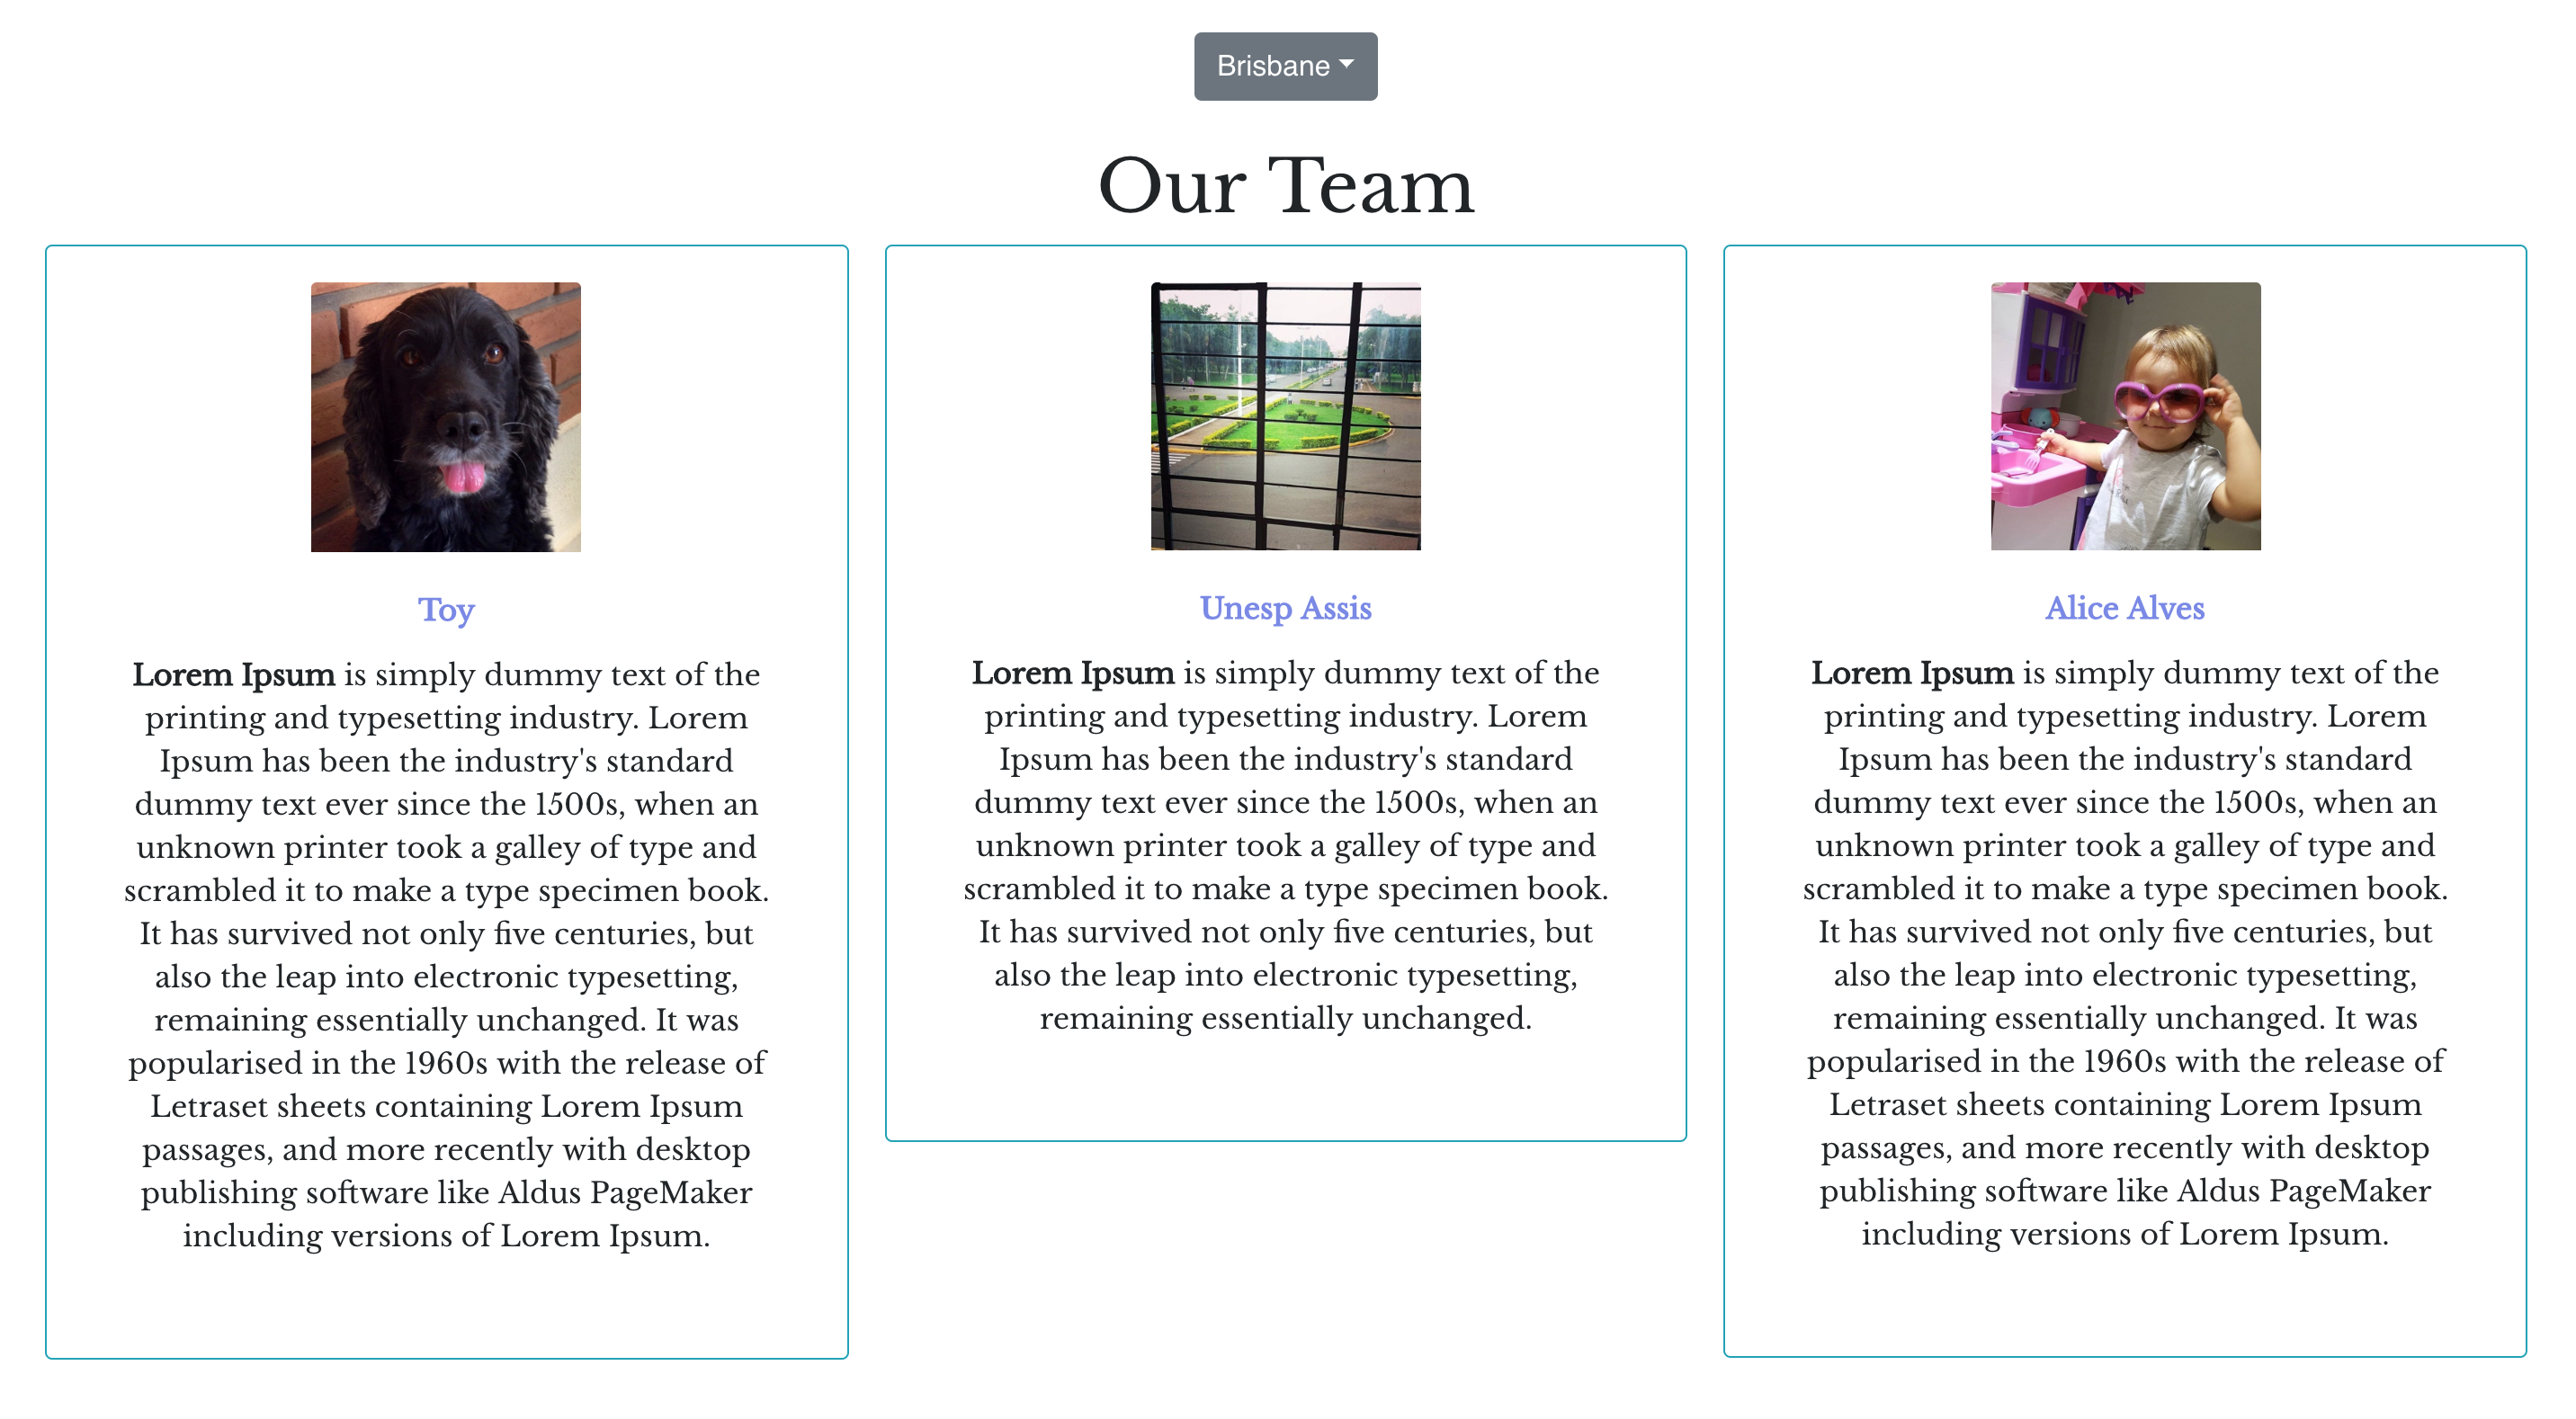 Brisbane
Our Team
Toy
Lorem Ipsum is simply dummy text of the
printing and typesetting industry. Lorem
Ipsum has been the industry's standard
dummy text ever since the 1500s, when an
unknown printer took a galley of type and
scrambled it to make a type specimen book.
It has survived not only five centuries, but
also the leap into electronic typesetting,
remaining essentially unchanged. It was
popularised in the 1960s with the release of
Letraset sheets containing Lorem Ipsum
passages, and more recently with desktop
publishing software like Aldus PageMaker
including versions of Lorem Ipsum.
Unesp Assis
Lorem Ipsum is simply dummy text of the
printing and typesetting industry. Lorem
Ipsum has been the industry's standard
dummy text ever since the 1500s, when an
unknown printer took a galley of type and
scrambled it to make a type specimen book.
It has survived not only five centuries, but
also the leap into electronic typesetting,
remaining essentially unchanged.
Alice Alves
Lorem Ipsum is simply dummy text of the
printing and typesetting industry. Lorem
Ipsum has been the industry's standard
dummy text ever since the 1500s, when an
unknown printer took a galley of type and
scrambled it to make a type specimen book.
It has survived not only five centuries, but
also the leap into electronic typesetting,
remaining essentially unchanged. It was
popularised in the 1960s with the release of
Letraset sheets containing Lorem Ipsum
passages, and more recently with desktop
publishing software like Aldus PageMaker
including versions of Lorem Ipsum.